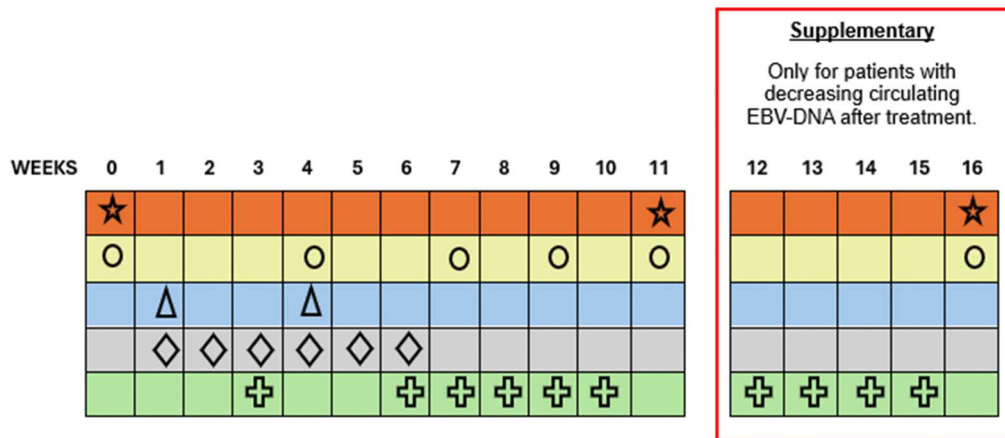 Supplementary
Only for patients with
decreasing circulating
EBV-DNA after treatment.
WEEKS 0 1 2 3 4 5 6 7 8 9 10 11 12 13 14 15 16